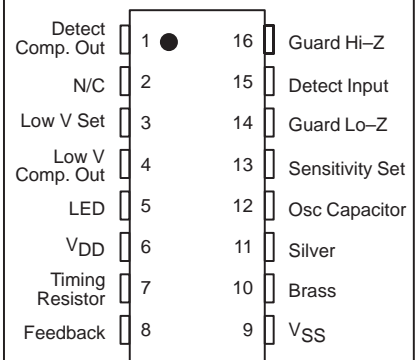 Detect
Comp. Out 1 16 Guard Hi–Z
N/C 2 15 Detect Input
Low V Set 3 14 Guard Lo–Z
Low V
Comp. Out 4 13 Sensitivity Set
LED 5 12 Osc Capacitor
VDD 6 11 Silver
Timing
Resistor 7 10 Brass
Feedback 8 9 VSS